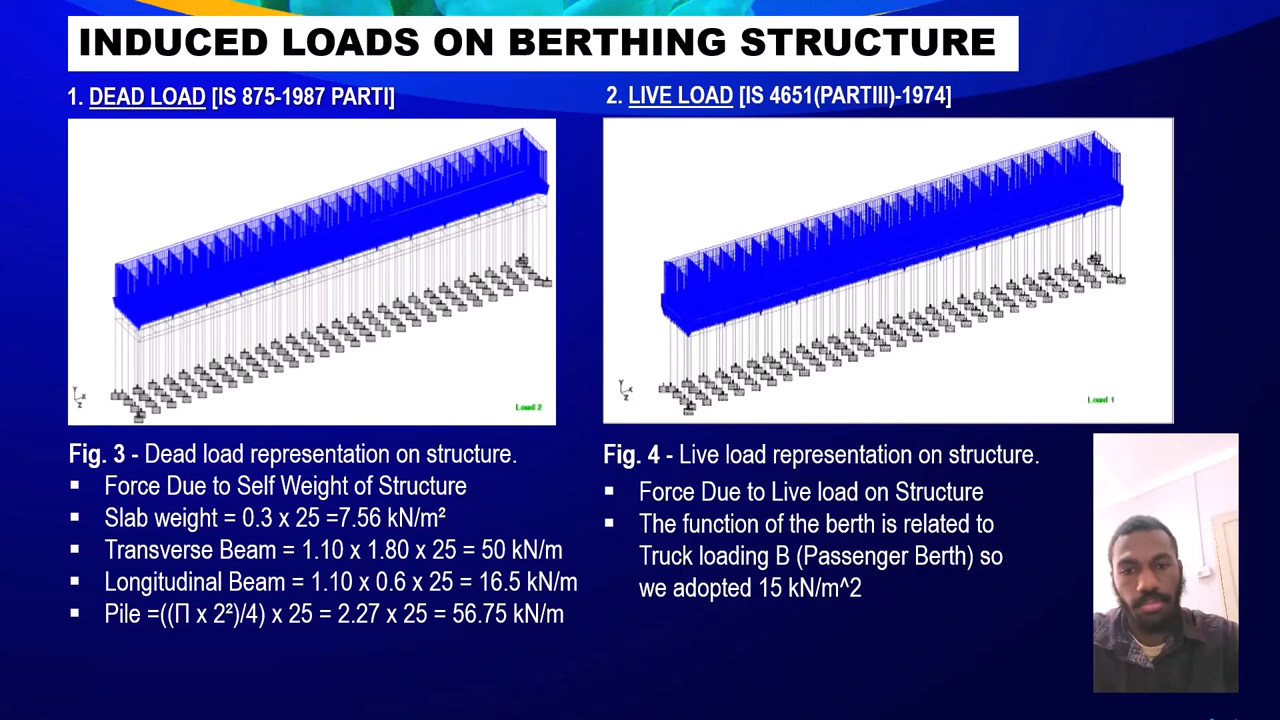 INDUCED LOADS ON BERTHING STRUCTURE
1. DEAD LOAD [IS 875-1987 PARTI]
Y
X
Z
Load 2
Fig. 3 - Dead load representation on structure.
▪ Force Due to Self Weight of Structure
▪ Slab weight = 0.3 x 25 =7.56 kN/m²
▪ Transverse Beam = 1.10 x 1.80 x 25 = 50 kN/m
▪ Longitudinal Beam = 1.10 x 0.6 x 25 = 16.5 kN/m
▪ Pile =((Π x 2²)/4) x 25 = 2.27 x 25 = 56.75 kN/m
2. LIVE LOAD [IS 4651(PARTIII)-1974]
Y
X
Z
Load 1
Fig. 4 - Live load representation on structure.
▪ Force Due to Live load on Structure
▪ The function of the berth is related to
Truck loading B (Passenger Berth) so
we adopted 15 kN/m^2